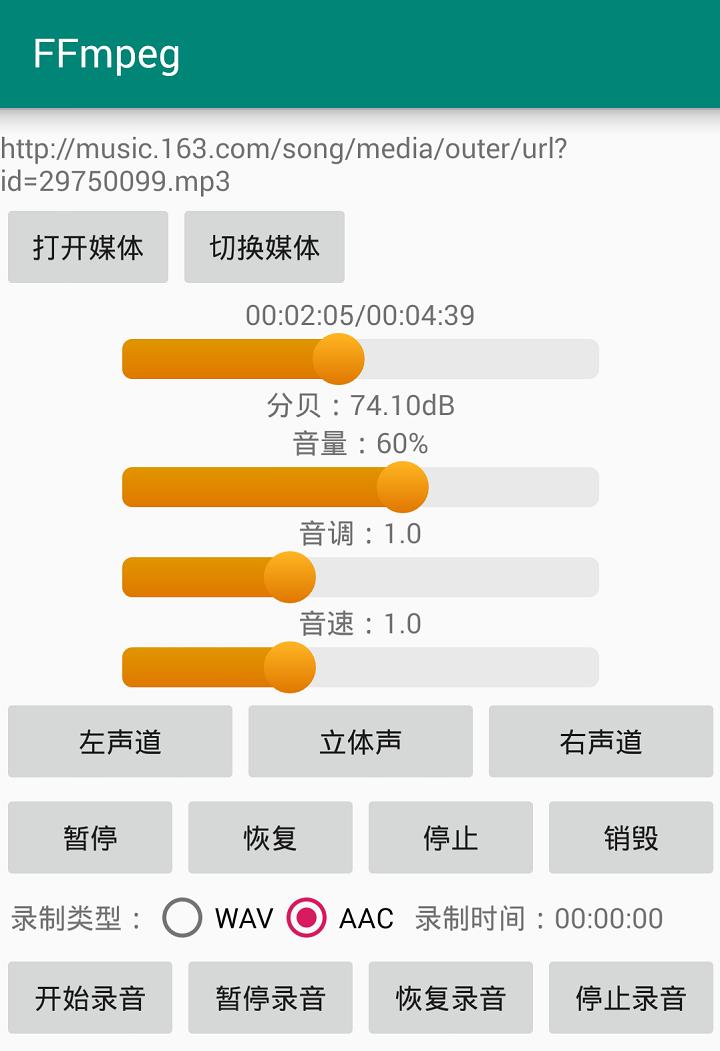 FFmpeg
http://music.163.com/song/media/outer/url?
id=29750099.mp3
打开媒体 切换媒体
00:02:05/00:04:39
分贝：74.10dB
音量：60%
音调：1.0
音速：1.0
左声道 立体声 右声道
暂停 恢复 停止 销毁
录制类型： WAV AAC 录制时间：00:00:00
开始录音 暂停录音 恢复录音 停止录音